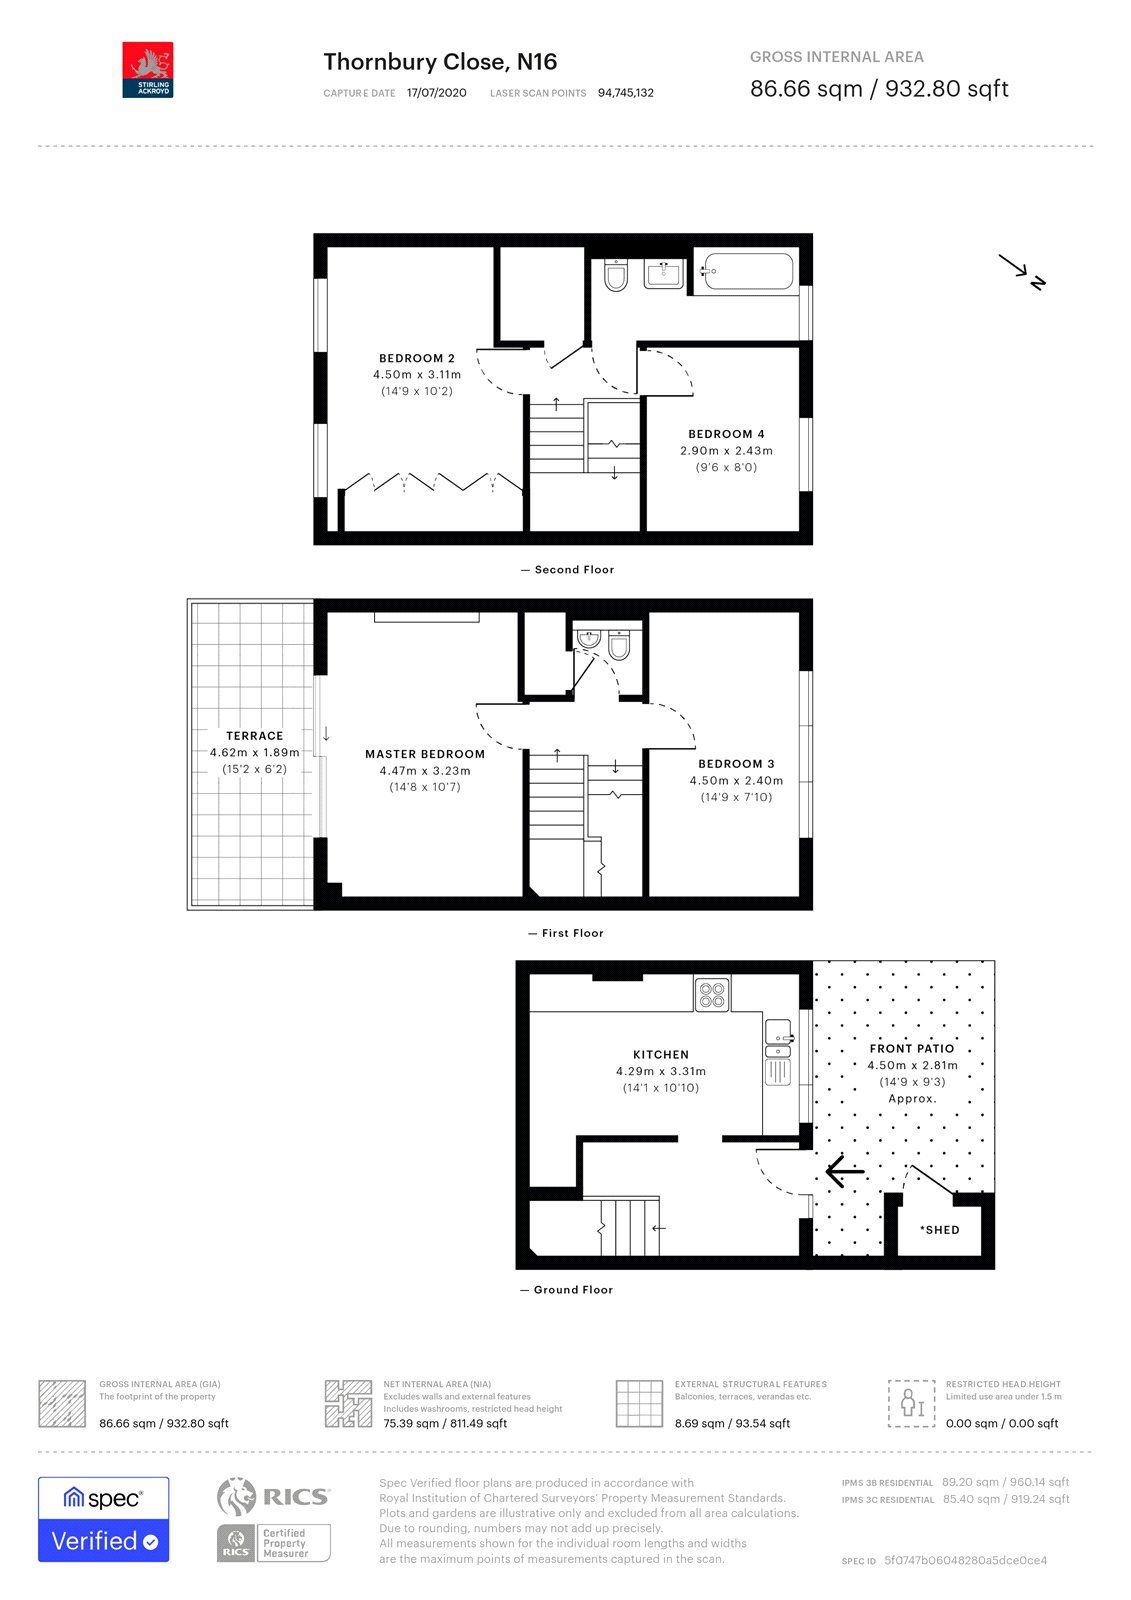 STIRLING
ACKROYD
Thornbury Close, N16
CAPTURE DATE 17/07/2020 LASER SCAN POINTS 94,745,132
GROSS INTERNAL AREA
86.66 sqm / 932.80 sqft
N
BEDROOM 2
4.50m x 3.11m
(14'9 x 10'2)
BEDROOM 4
2.90m x 2.43m
(9'6 x 8'0)
— Second Floor
TERRACE
4.62m x 1.89m
(15'2 x 6'2)
MASTER BEDROOM
4.47m x 3.23m
(14'8 x 10'7)
BEDROOM 3
4.50m x 2.40m
(14'9 x 7'10)
— First Floor
KITCHEN
4.29m x 3.31m
(14'1 x 10'10)
FRONT PATIO
4.50m x 2.81m
(14'9 x 9'3)
Approx.
*SHED
— Ground Floor
GROSS INTERNAL AREA (GIA)
The footprint of the property
86.66 sqm / 932.80 sqft
NET INTERNAL AREA (NIA)
Excludes walls and external features
Includes washrooms, restricted head height
75.39 sqm / 811.49 sqft
EXTERNAL STRUCTURAL FEATURES
Balconies, terraces, verandas etc.
8.69 sqm / 93.54 sqft
RESTRICTED HEAD HEIGHT
Limited use area under 1.5 m
0.00 sqm / 0.00 sqft
spec®
Verified
RICS®
RICS
Certified
Property
Measurer
Spec Verified floor plans are produced in accordance with
Royal Institution of Chartered Surveyors' Property Measurement Standards.
Plots and gardens are illustrative only and excluded from all area calculations.
Due to rounding, numbers may not add up precisely.
All measurements shown for the individual room lengths and widths
are the maximum points of measurements captured in the scan.
IPMS 3B RESIDENTIAL 89.20 sqm / 960.14 sqft
IPMS 3C RESIDENTIAL 85.40 sqm / 919.24 sqft
SPEC ID 5f0747b06048280a5dce0ce4